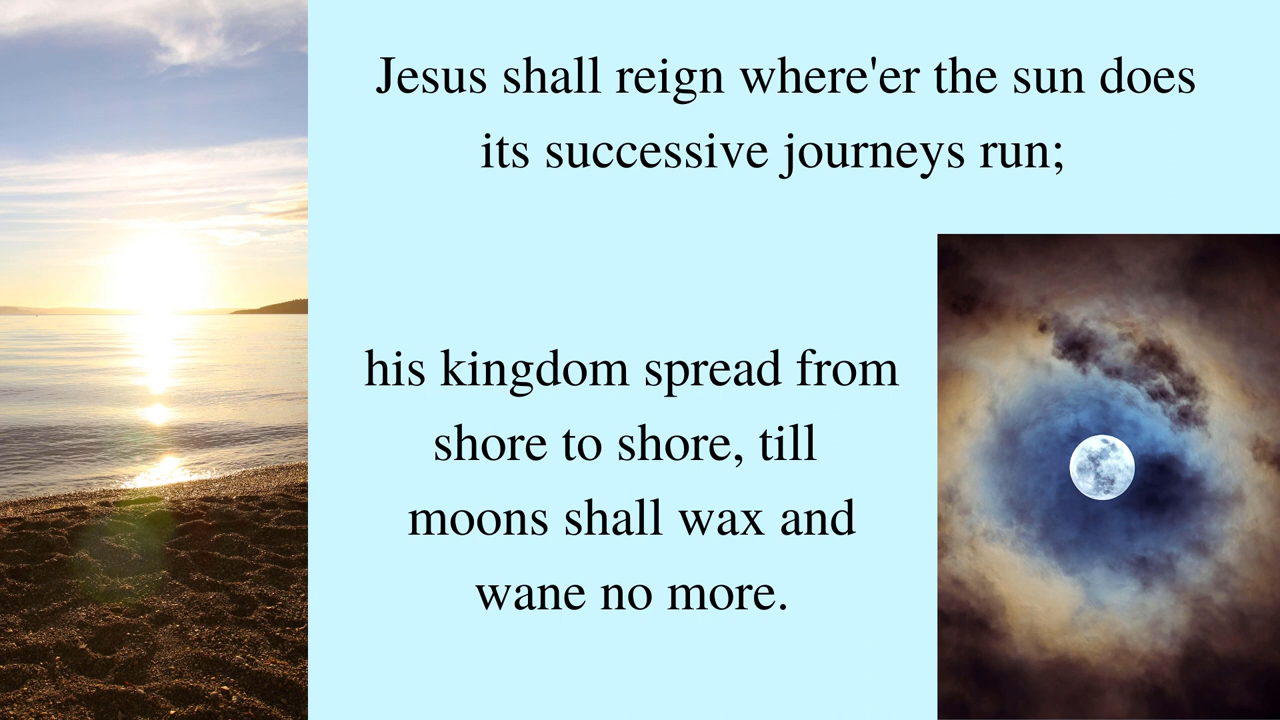 Jesus shall reign where'er the sun does
its successive journeys run;
his kingdom spread from
shore to shore, till
moons shall wax and
wane no more.